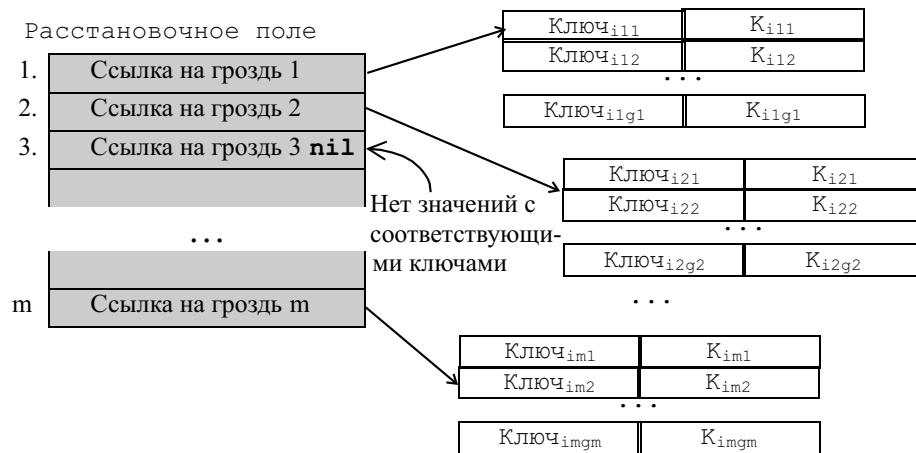 Расстановочное поле
1. Ссылка на гроздь 1
2. Ссылка на гроздь 2
3. Ссылка на гроздь 3 nil
...
m Ссылка на гроздь m
Нет значений с
соответствующи-
ми ключами
Ключi11 Ki11
Ключi12 Ki12
...
Ключi1g1 Ki1g1
Ключi21 Ki21
Ключi22 Ki22
...
Ключi2g2 Ki2g2
...
Ключim1 Kim1
Ключim2 Kim2
...
Ключimgm Kimgm